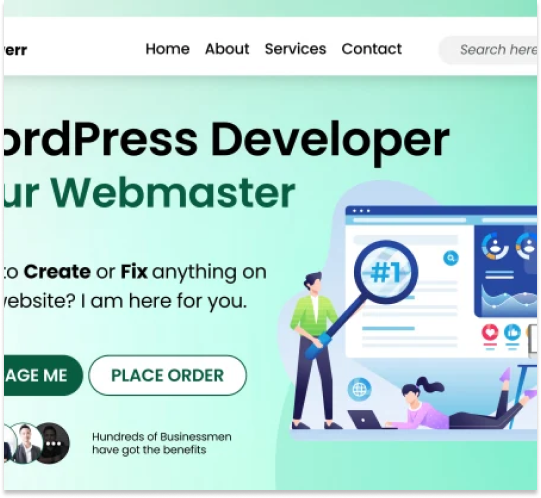 err
Home About Services Contact
Search here
ordPress Developer
ur Webmaster
to Create or Fix anything on
ebsite? I am here for you.
#1
AGE ME
PLACE ORDER
Hundreds of Businessmen
have got the benefits